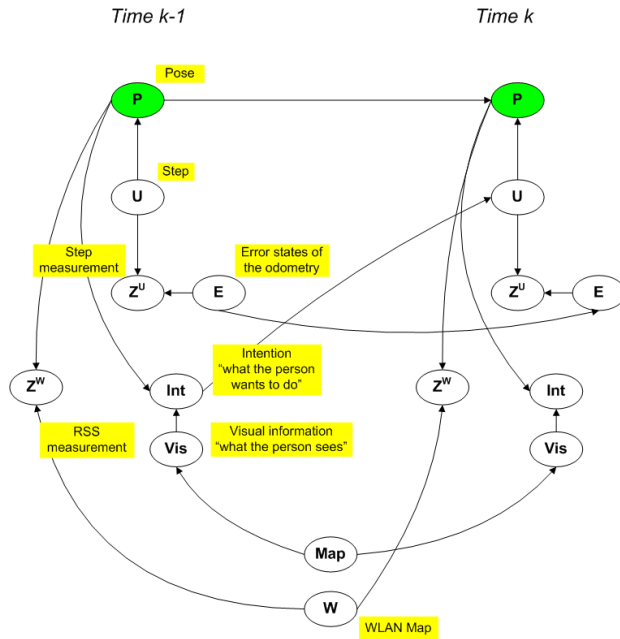 Time k-1
Time k
Pose
P
P
Step
U
U
Step
measurement
Error states of
the odometry
Z^U
E
Z^U
E
Intention
“what the person
wants to do”
Z^W
Int
Z^W
Int
RSS
measurement
Visual information
“what the person sees”
Vis
Vis
Map
W
WLAN Map